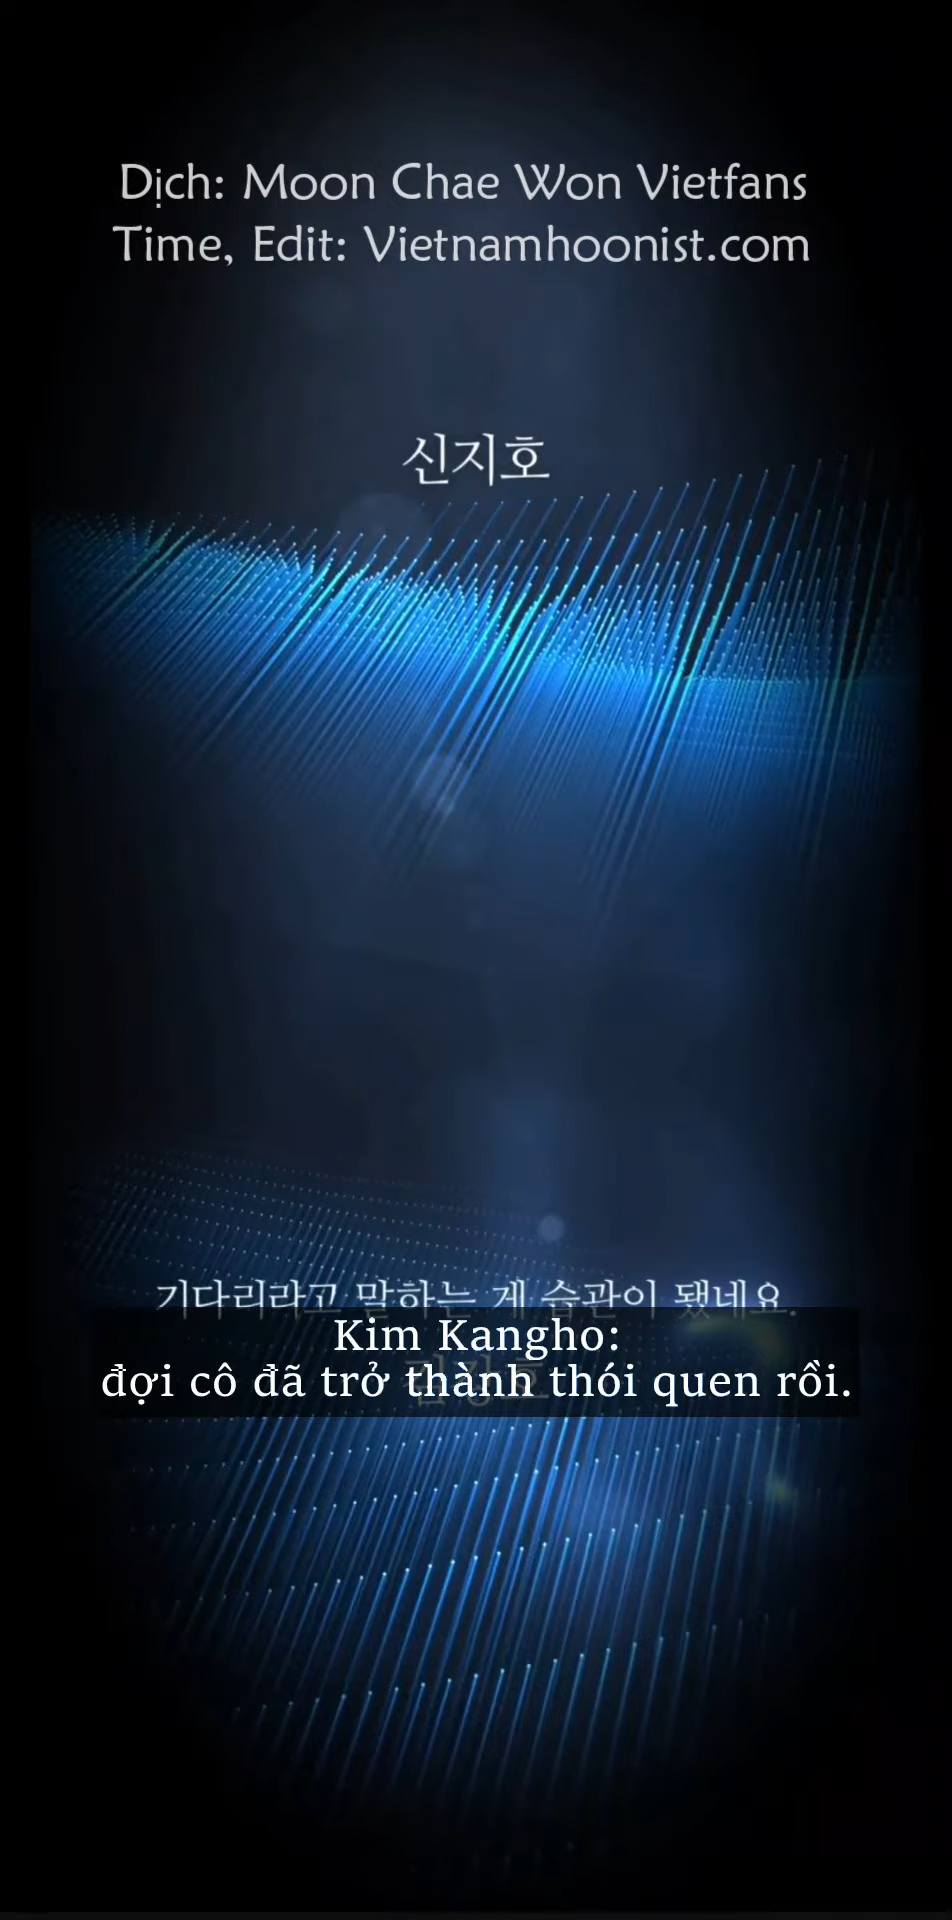 Dịch: Moon Chae Won Vietfans
Time, Edit: Vietnamhoonist.com
신지호
기다리라고 말하는 게 습관이 됐네요.
Kim Kangho:
đợi cô đã trở thành thói quen rồi.